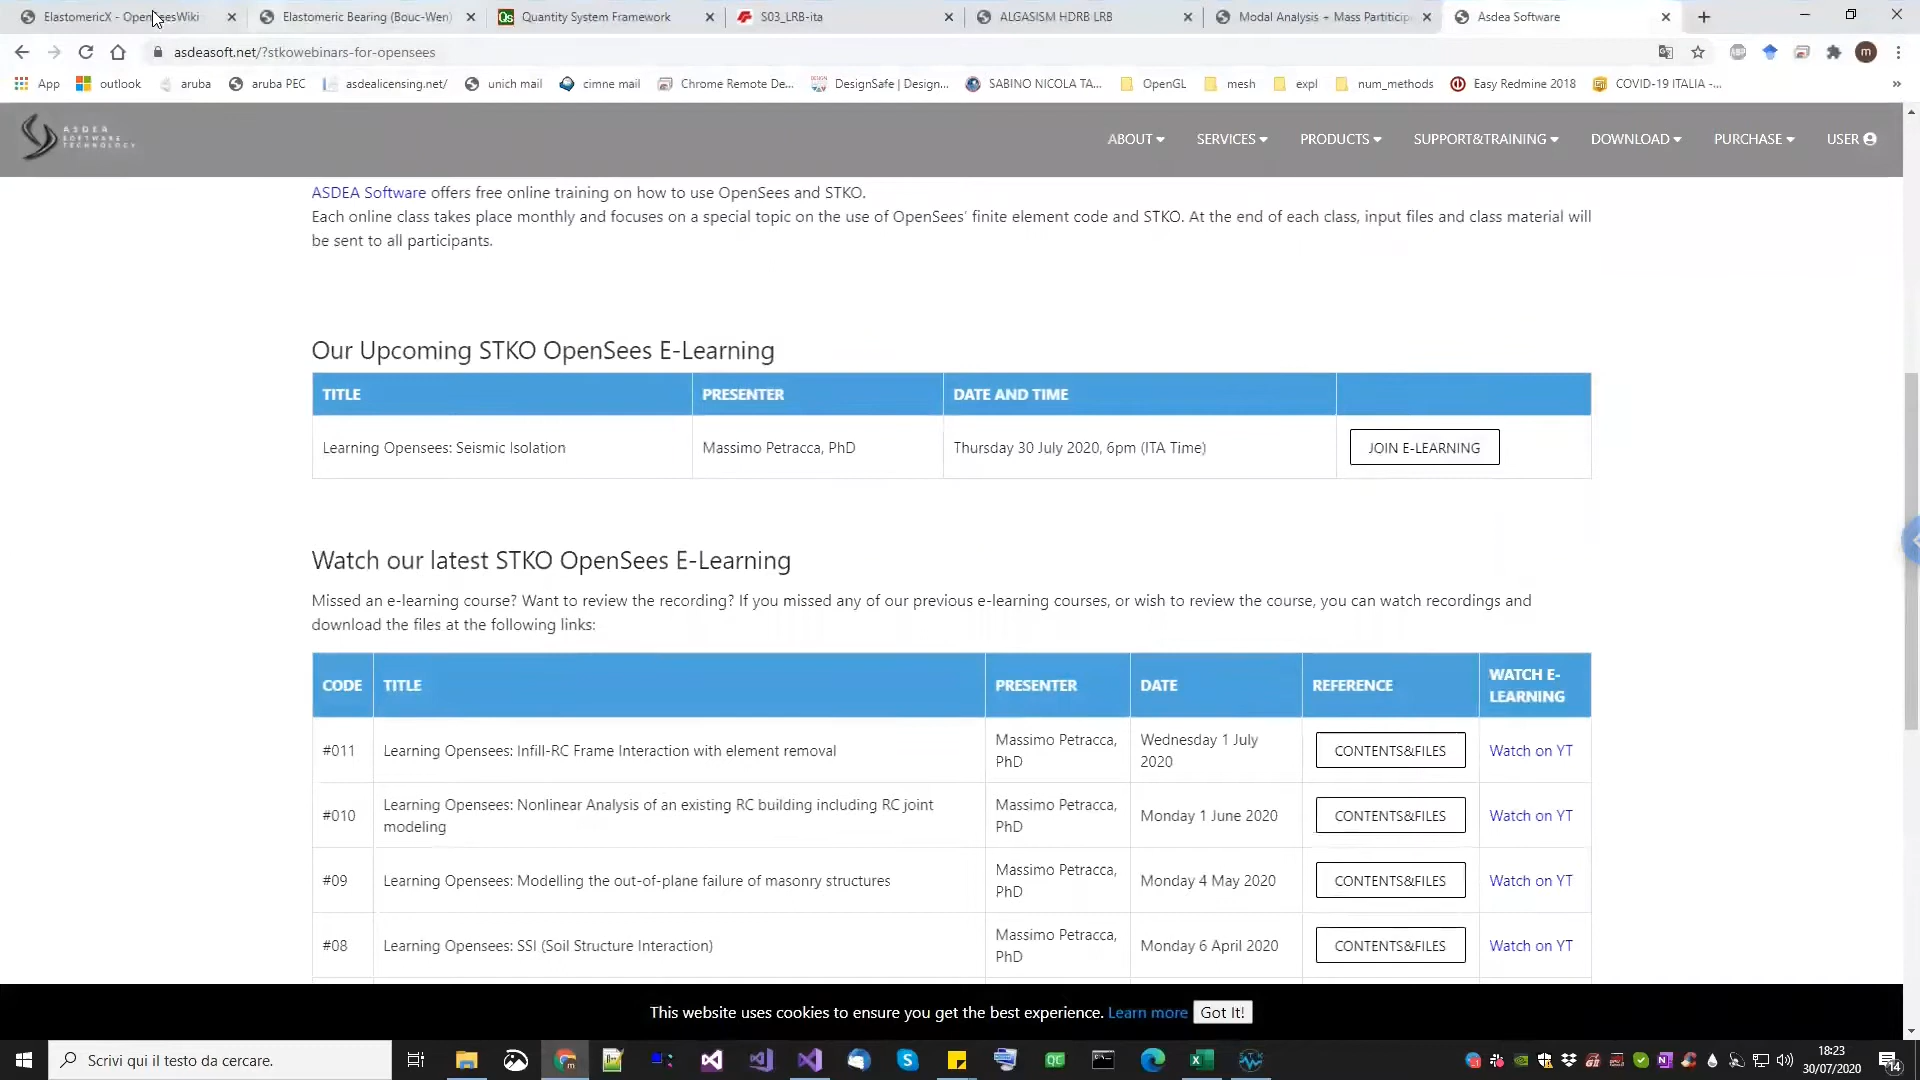 ElastomericX - OpenSeesWiki
Elastomeric Bearing (Bouc-Wen)
Quantity System Framework
S03_LRB-ita
ALGASISM HDRB LRB
Modal Analysis + Mass Partiticip
Asdea Software
asdeasoft.net/?stkowebinars-for-opensees
App
outlook
aruba
aruba PEC
asdealicensing.net/
unich mail
cimne mail
Chrome Remote De...
DesignSafe | Design...
SABINO NICOLA TA...
OpenGL
mesh
expl
num_methods
Easy Redmine 2018
COVID-19 ITALIA -...
»
ASDEA
SOFTWARE
TECHNOLOGY
ABOUT
SERVICES
PRODUCTS
SUPPORT&TRAINING
DOWNLOAD
PURCHASE
USER
ASDEA Software offers free online training on how to use OpenSees and STKO.
Each online class takes place monthly and focuses on a special topic on the use of OpenSees' finite element code and STKO. At the end of each class, input files and class material will
be sent to all participants.
Our Upcoming STKO OpenSees E-Learning
TITLE
PRESENTER
DATE AND TIME
Learning Opensees: Seismic Isolation
Massimo Petracca, PhD
Thursday 30 July 2020, 6pm (ITA Time)
JOIN E-LEARNING
Watch our latest STKO OpenSees E-Learning
Missed an e-learning course? Want to review the recording? If you missed any of our previous e-learning courses, or wish to review the course, you can watch recordings and
download the files at the following links:
CODE
TITLE
PRESENTER
DATE
REFERENCE
WATCH E-
LEARNING
#011
Learning Opensees: Infill-RC Frame Interaction with element removal
Massimo Petracca,
PhD
Wednesday 1 July
2020
CONTENTS&FILES
Watch on YT
#010
Learning Opensees: Nonlinear Analysis of an existing RC building including RC joint
modeling
Massimo Petracca,
PhD
Monday 1 June 2020
CONTENTS&FILES
Watch on YT
#09
Learning Opensees: Modelling the out-of-plane failure of masonry structures
Massimo Petracca,
PhD
Monday 4 May 2020
CONTENTS&FILES
Watch on YT
#08
Learning Opensees: SSI (Soil Structure Interaction)
Massimo Petracca,
PhD
Monday 6 April 2020
CONTENTS&FILES
Watch on YT
This website uses cookies to ensure you get the best experience. Learn more Got It!
Scrivi qui il testo da cercare.
18:23
30/07/2020
14